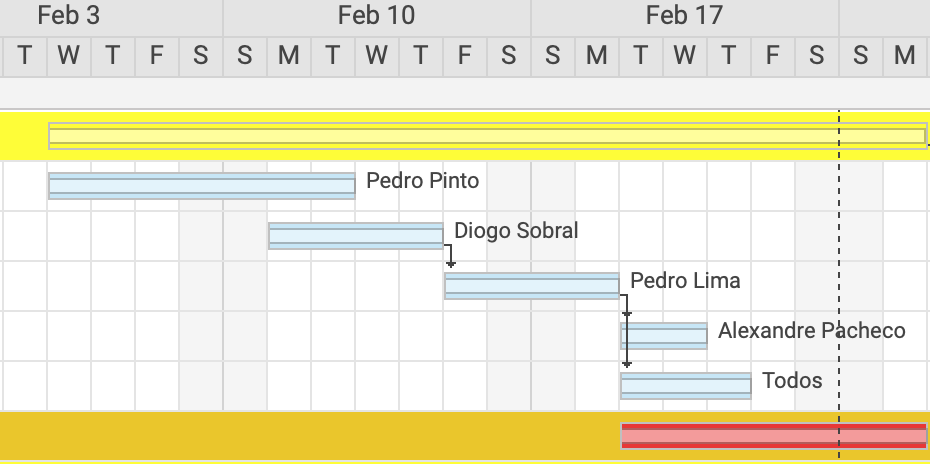 Feb 3 Feb 10 Feb 17
T W T F S S M T W T F S S M T W T F S S M
Pedro Pinto
Diogo Sobral
Pedro Lima
Alexandre Pacheco
Todos